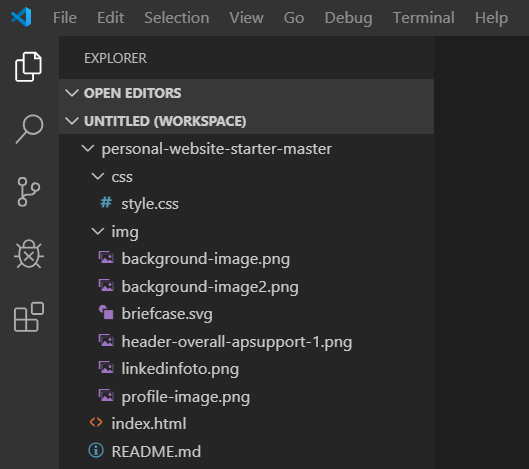 File Edit Selection View Go Debug Terminal Help
EXPLORER
OPEN EDITORS
UNTITLED (WORKSPACE)
personal-website-starter-master
css
style.css
img
background-image.png
background-image2.png
briefcase.svg
header-overall-apsupport-1.png
linkedinfoto.png
profile-image.png
index.html
README.md